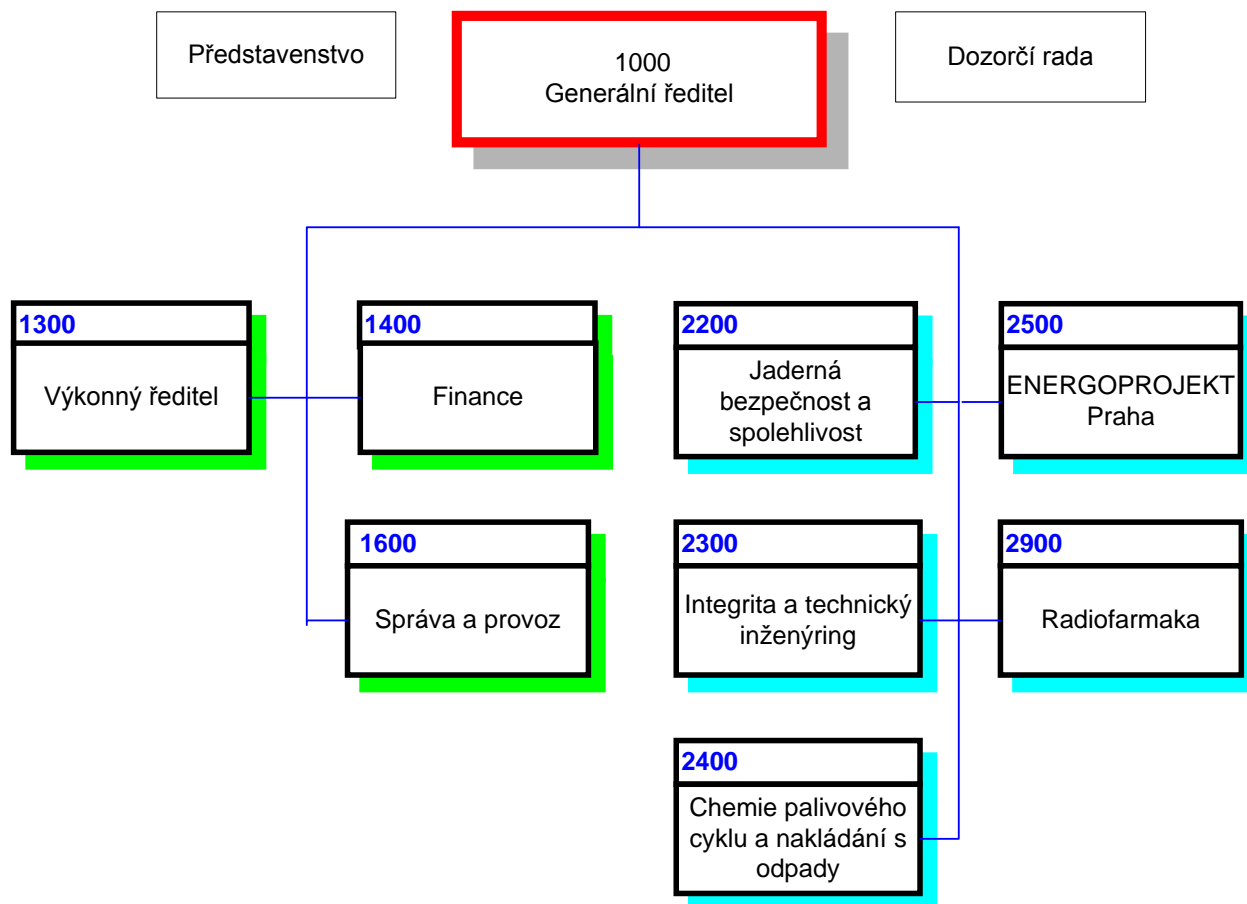 Představenstvo
1000
Generální ředitel
Dozorčí rada
1300
Výkonný ředitel
1400
Finance
2200
Jaderná
bezpečnost a
spolehlivost
2500
ENERGOPROJEKT
Praha
1600
Správa a provoz
2300
Integrita a technický
inženýring
2900
Radiofarmaka
2400
Chemie palivového
cyklu a nakládání s
odpady